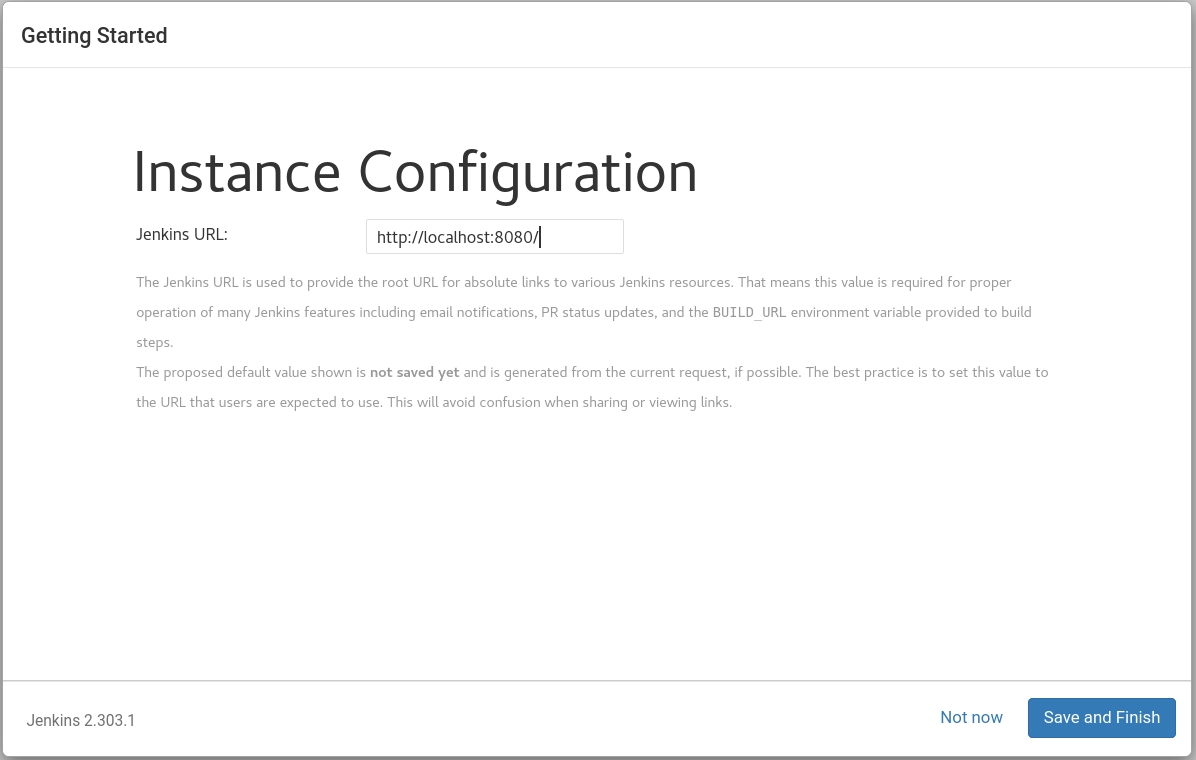 Getting Started
Instance Configuration
Jenkins URL:
http://localhost:8080/
The Jenkins URL is used to provide the root URL for absolute links to various Jenkins resources. That means this value is required for proper
operation of many Jenkins features including email notifications, PR status updates, and the BUILD_URL environment variable provided to build
steps.
The proposed default value shown is not saved yet and is generated from the current request, if possible. The best practice is to set this value to
the URL that users are expected to use. This will avoid confusion when sharing or viewing links.
Jenkins 2.303.1
Not now
Save and Finish